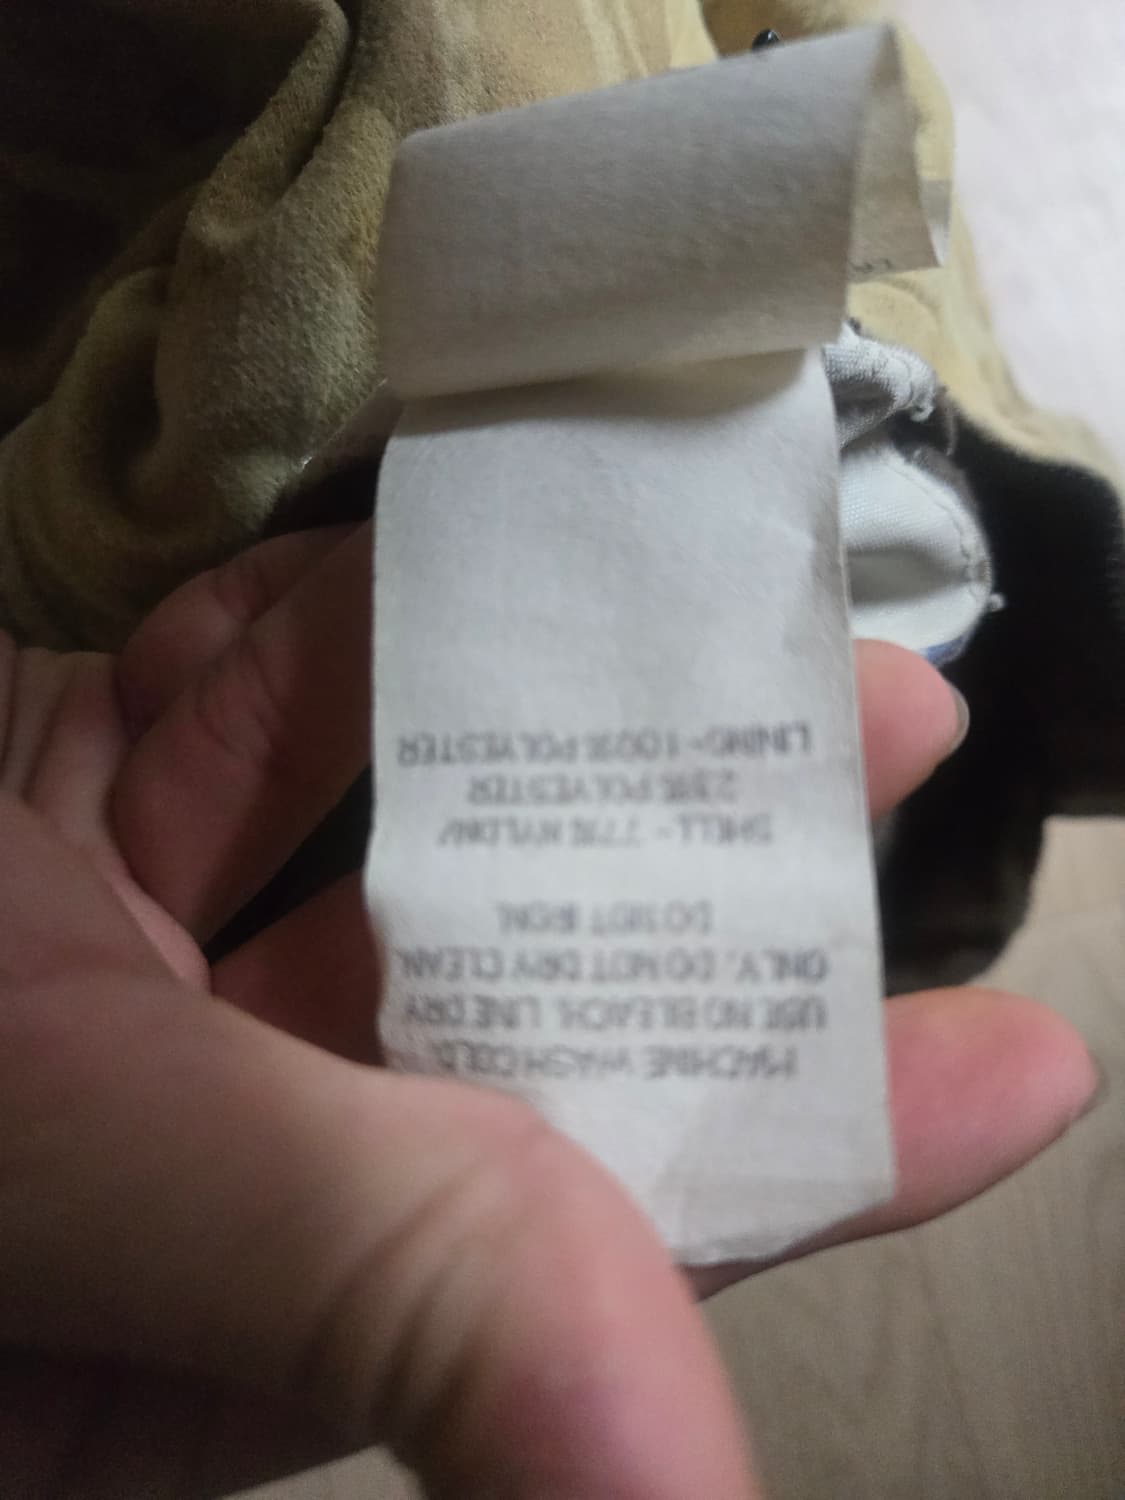 MACHINE WASH COLD.
USE NO BLEACH. LINE DRY
ONLY. DO NOT DRY CLEAN.
DO NOT IRON.
SHELL - 77% NYLON/
23% POLYESTER
LINING-100% POLYESTER